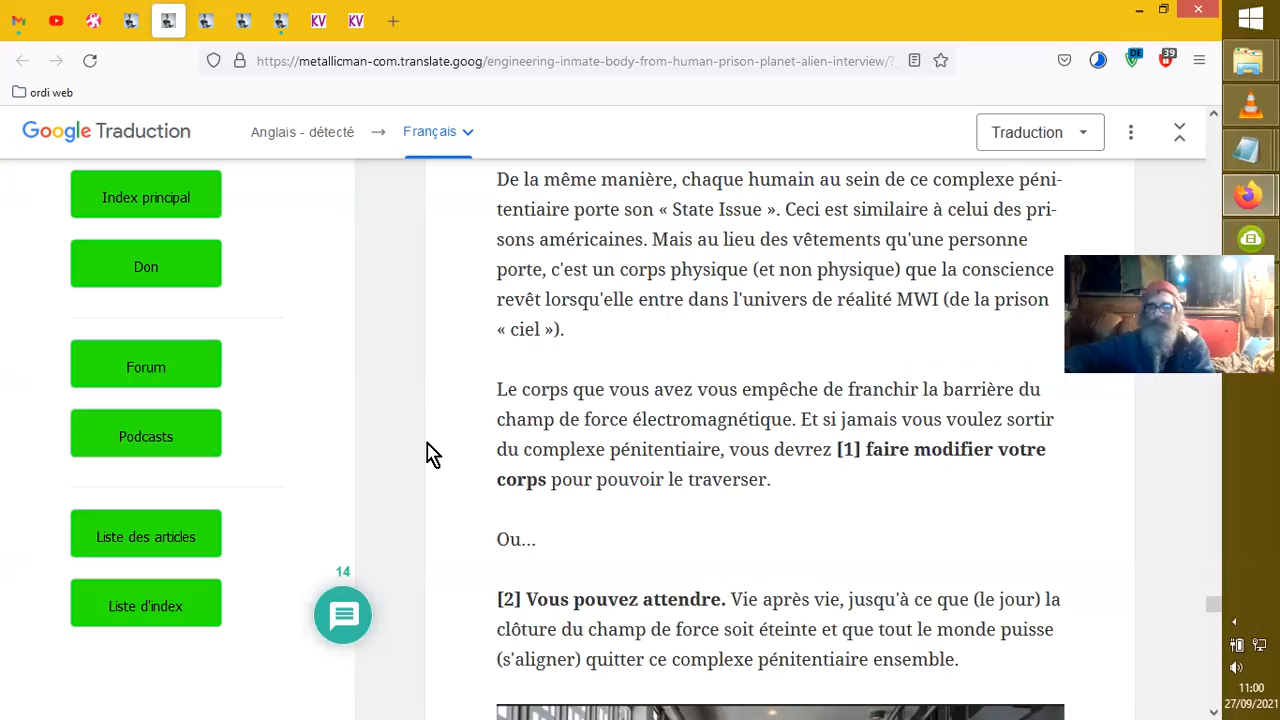 KV
KV
https://metallicman-com.translate.goog/engineering-inmate-body-from-human-prison-planet-alien-interview/?
DE
39
ordi web
Google Traduction
Anglais - détecté
Français
Traduction
Index principal
Don
Forum
Podcasts
Liste des articles
Liste d'index
14
De la même manière, chaque humain au sein de ce complexe péni-
tentiaire porte son « State Issue ». Ceci est similaire à celui des pri-
sons américaines. Mais au lieu des vêtements qu'une personne
porte, c'est un corps physique (et non physique) que la conscience
revêt lorsqu'elle entre dans l'univers de réalité MWI (de la prison
« ciel »).
Le corps que vous avez vous empêche de franchir la barrière du
champ de force électromagnétique. Et si jamais vous voulez sortir
du complexe pénitentiaire, vous devrez [1] faire modifier votre
corps pour pouvoir le traverser.
Ou...
[2] Vous pouvez attendre. Vie après vie, jusqu'à ce que (le jour) la
clôture du champ de force soit éteinte et que tout le monde puisse
(s'aligner) quitter ce complexe pénitentiaire ensemble.
11:00
27/09/2021